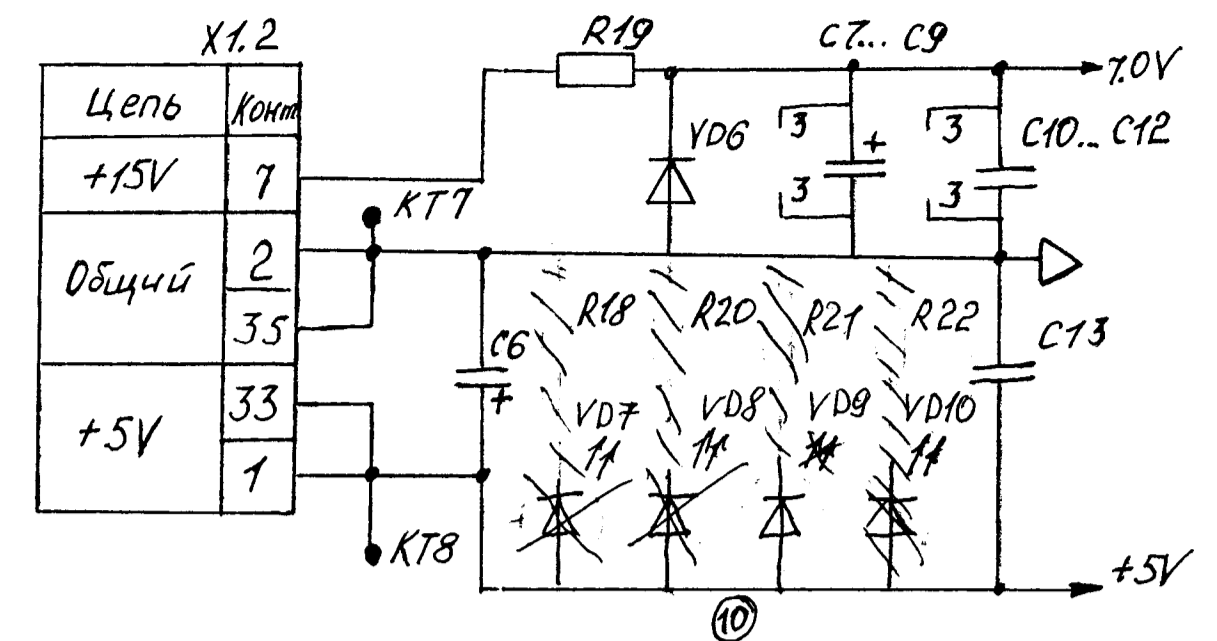 X1.2
Цепь Конт
+15V 7
Общий 2
35
+5V 33
1
KT7
KT8
R19
C7... C9
7.0V
VD6
3
3
+
3
3
C10... C12
C6
+
R18 R20 R21 R22
C13
VD7 VD8 VD9 VD10
+5V
10